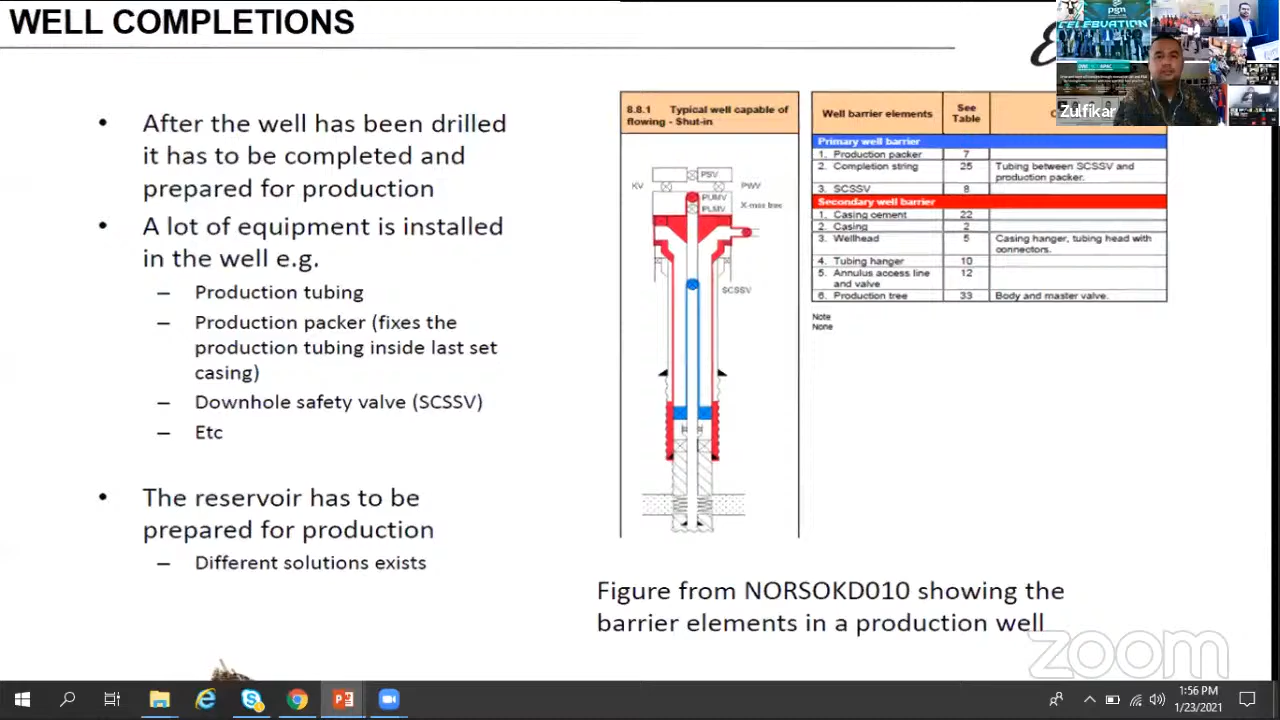 WELL COMPLETIONS
• After the well has been drilled
it has to be completed and
prepared for production
• A lot of equipment is installed
in the well e.g.
– Production tubing
– Production packer (fixes the
production tubing inside last set
casing)
– Downhole safety valve (SCSSV)
– Etc
• The reservoir has to be
prepared for production
– Different solutions exists
8.8.1 Typical well capable of
flowing - Shut-in
PSV
KV
PWV
PUMV
PLMV
X-mas tree
SCSSV
Well barrier elements
See
Table
Primary well barrier
1. Production packer 7
2. Completion string 25 Tubing between SCSSV and
production packer.
3. SCSSV 8
Secondary well barrier
1. Casing cement 22
2. Casing 2
3. Wellhead 5 Casing hanger, tubing head with
connectors.
4. Tubing hanger 10
5. Annulus access line 12
and valve
6. Production tree 33 Body and master valve.
Note
None
Figure from NORSOKD010 showing the
barrier elements in a production well
pgn
CELEBVATION
Zulfikar
zoom
1:56 PM
1/23/2021